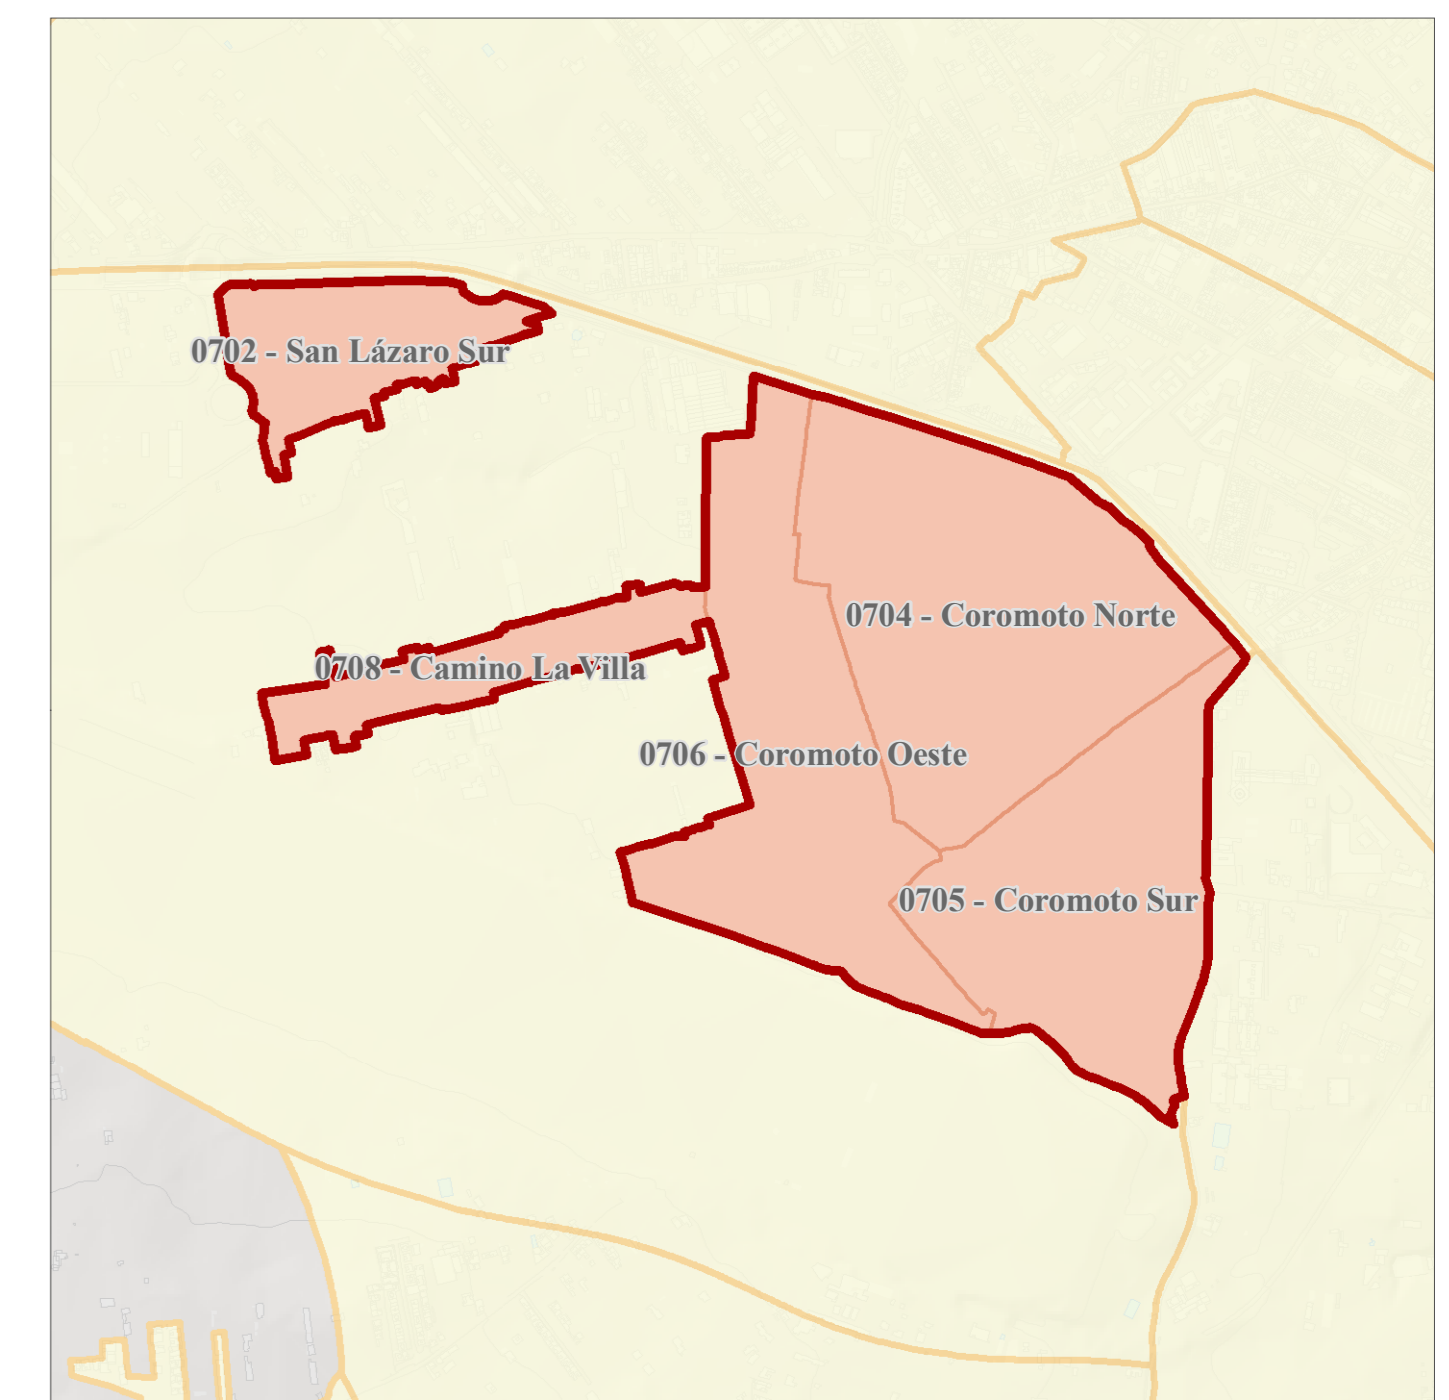 0702 - San Lázaro Sur
0704 - Coromoto Norte
0708 - Camino La Villa
0706 - Coromoto Oeste
0705 - Coromoto Sur